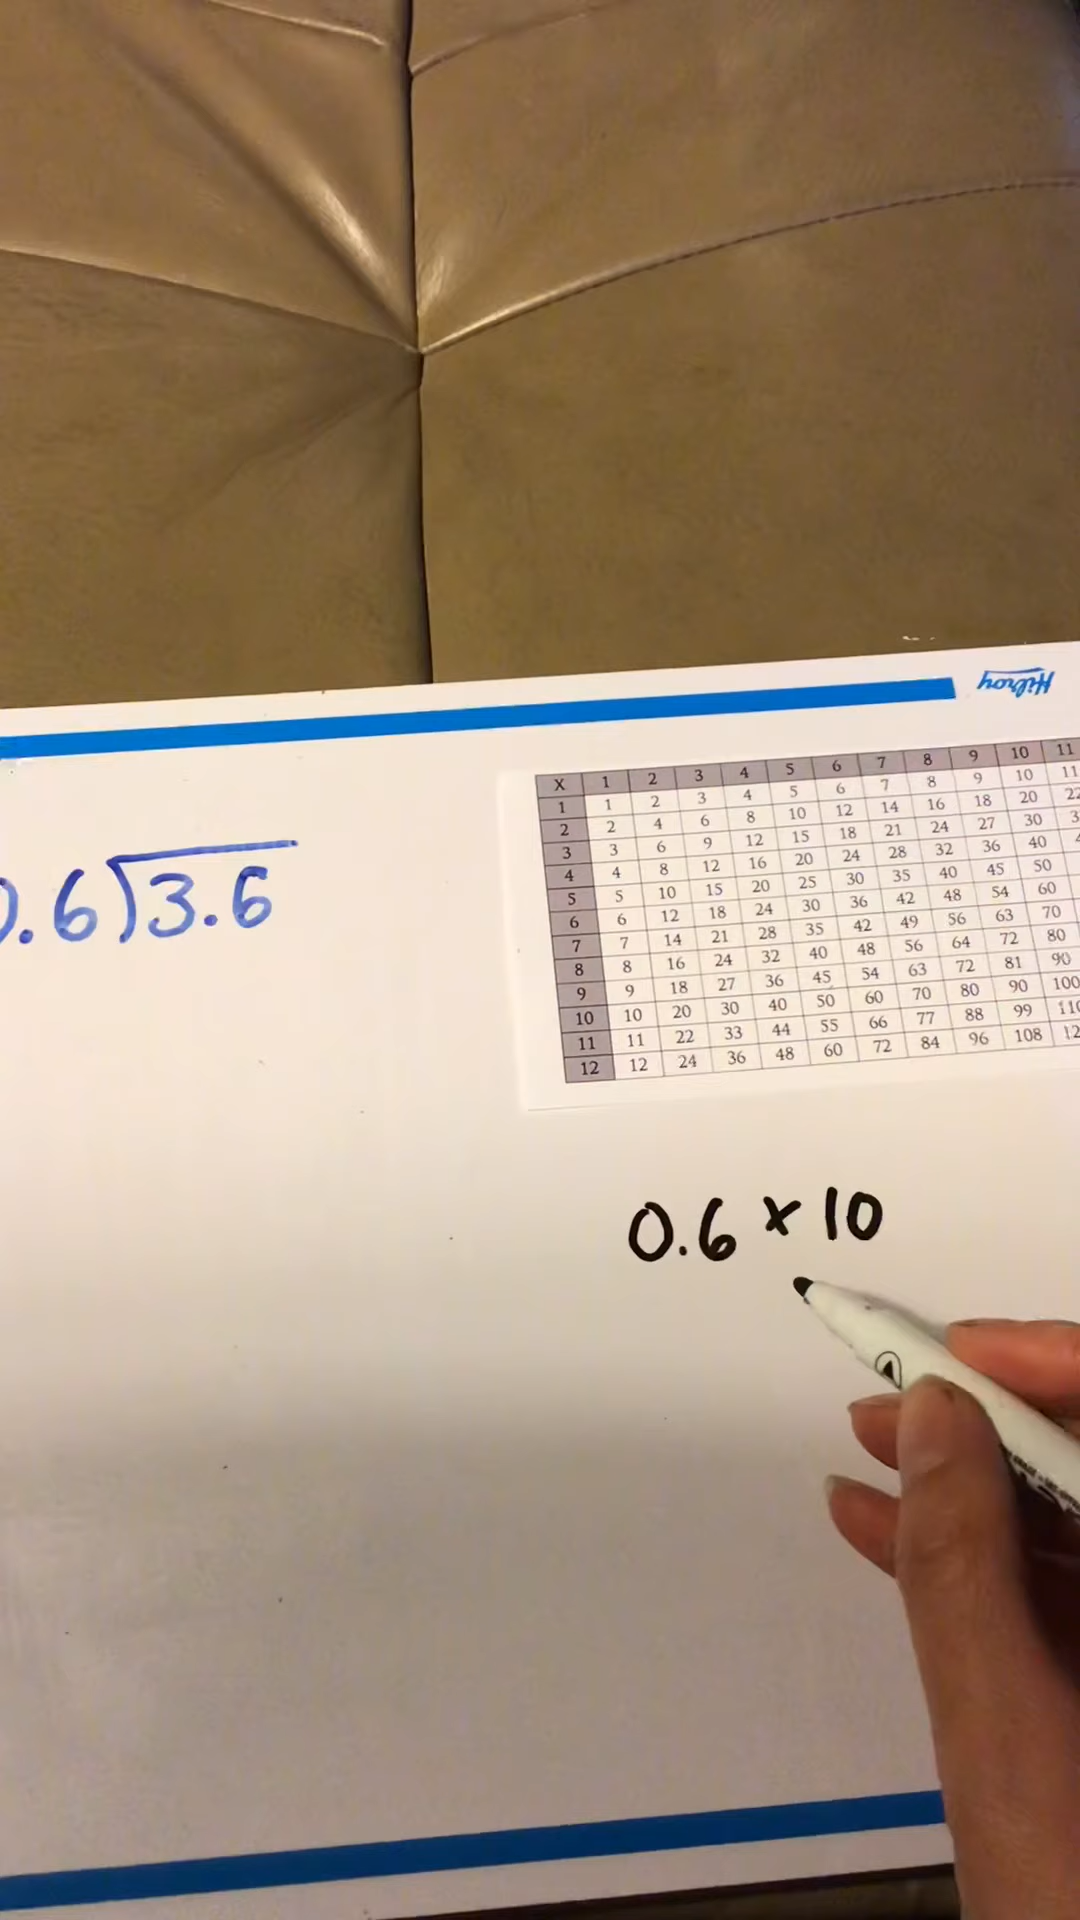 Hilroy
0.6)3.6
X 1 2 3 4 5 6 7 8 9 10 11
1 1 2 3 4 5 6 7 8 9 10 11
2 2 4 6 8 10 12 14 16 18 20 22
3 3 6 9 12 15 18 21 24 27 30
4 4 8 12 16 20 24 28 32 36 40
5 5 10 15 20 25 30 35 40 45 50
6 6 12 18 24 30 36 42 48 54 60
7 7 14 21 28 35 42 49 56 63 70
8 8 16 24 32 40 48 56 64 72 80
9 9 18 27 36 45 54 63 72 81 90
10 10 20 30 40 50 60 70 80 90 100
11 11 22 33 44 55 66 77 88 99 110
12 12 24 36 48 60 72 84 96 108 12
0.6 × 10